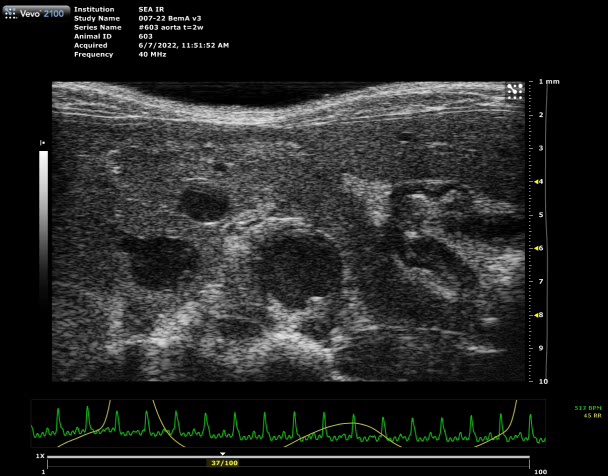 Vevo 2100
Institution SEA IR
Study Name 007-22 BemA v3
Series Name #603 aorta t=2w
Animal ID 603
Acquired 6/7/2022, 11:51:52 AM
Frequency 40 MHz
1 mm
2
3
4
5
6
7
8
9
10
512 BPM
45 RR
1X
37/100
1 100